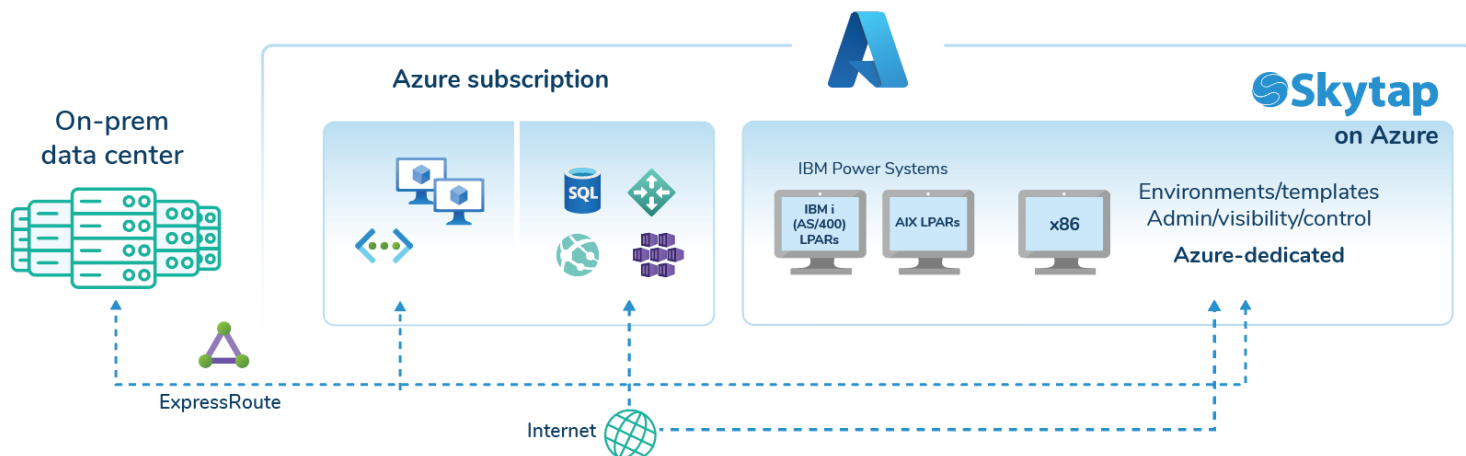 Azure subscription
Skytap
on Azure
On-prem
data center
SQL
IBM Power Systems
IBM i
(AS/400)
LPARs
AIX LPARs
x86
Environments/templates
Admin/visibility/control
Azure-dedicated
ExpressRoute
Internet